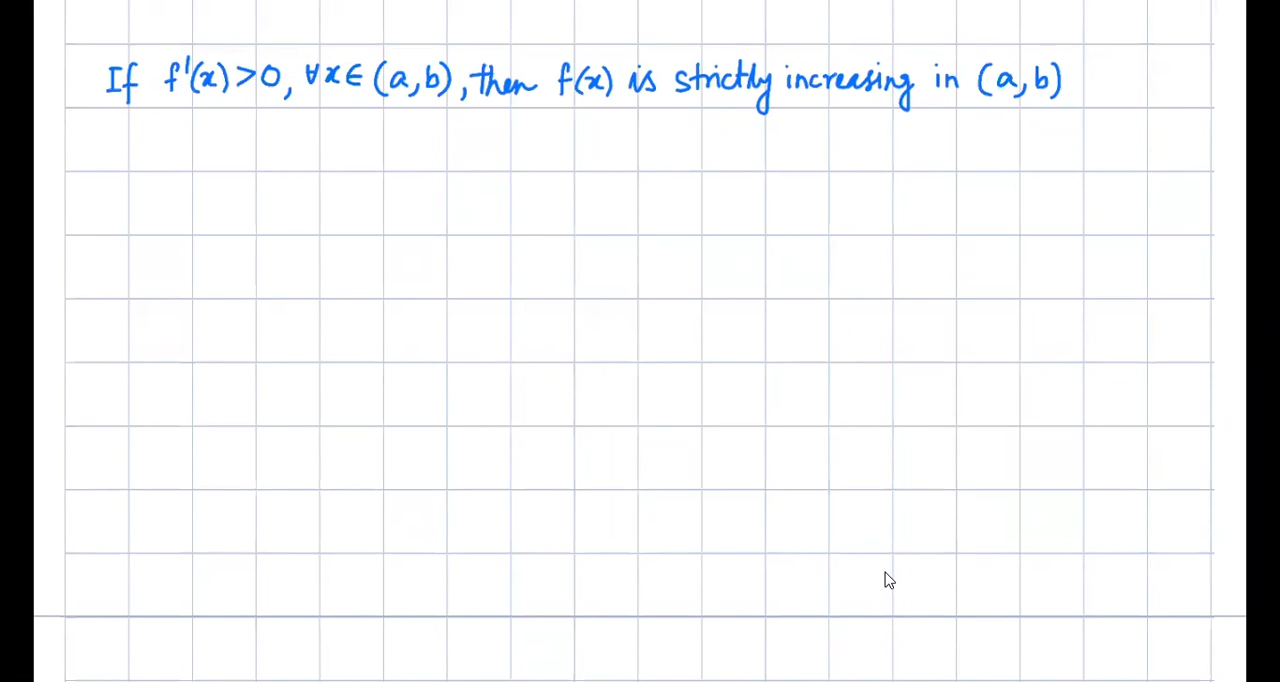 If f'(x)>0, ∀x∈(a,b), then f(x) is strictly increasing in (a,b)